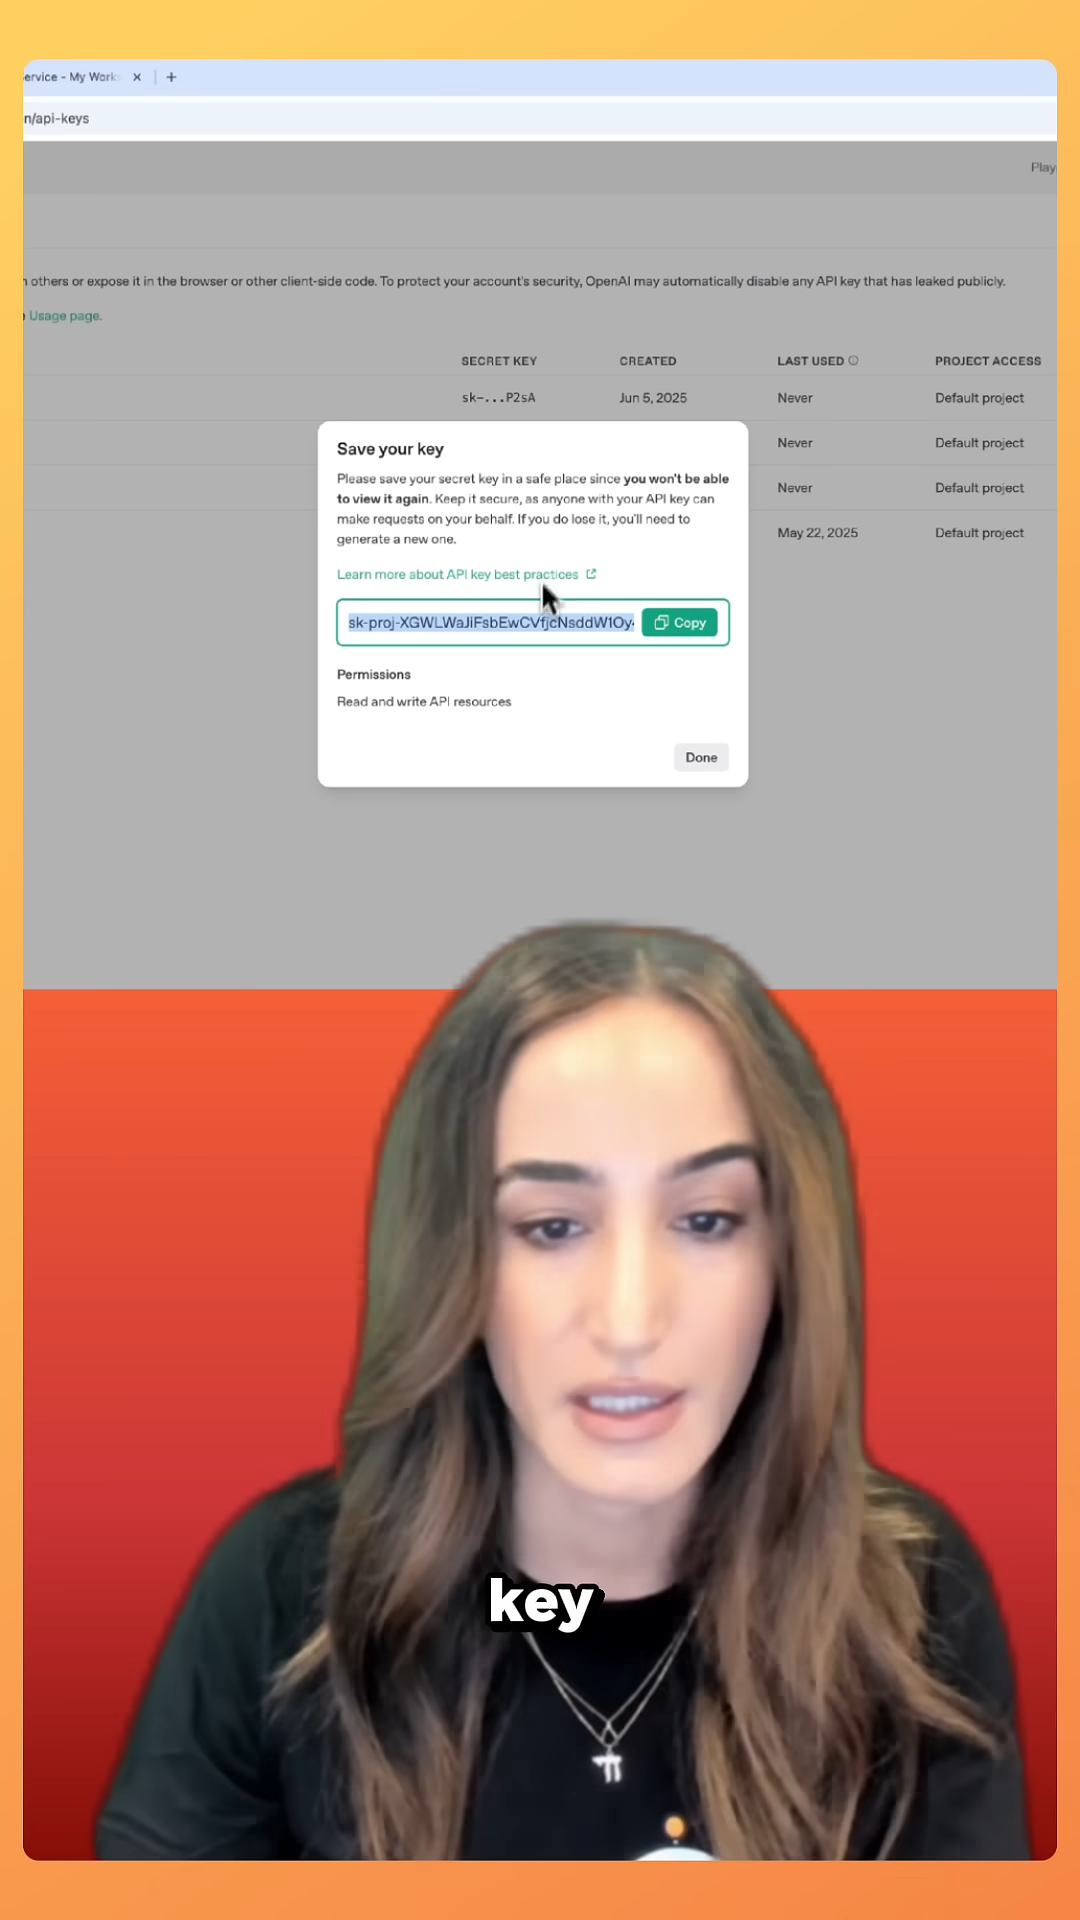 ervice - My Work
n/api-keys
Play
n others or expose it in the browser or other client-side code. To protect your account's security, OpenAI may automatically disable any API key that has leaked publicly.
Usage page.
SECRET KEY CREATED LAST USED PROJECT ACCESS
sk-...P2sA Jun 5, 2025 Never Default project
Never Default project
Never Default project
May 22, 2025 Default project
Save your key
Please save your secret key in a safe place since you won't be able
to view it again. Keep it secure, as anyone with your API key can
make requests on your behalf. If you do lose it, you'll need to
generate a new one.
Learn more about API key best practices
sk-proj-XGWLWaJiFsbEwCVfjcNsddW1Oy
Copy
Permissions
Read and write API resources
Done
key